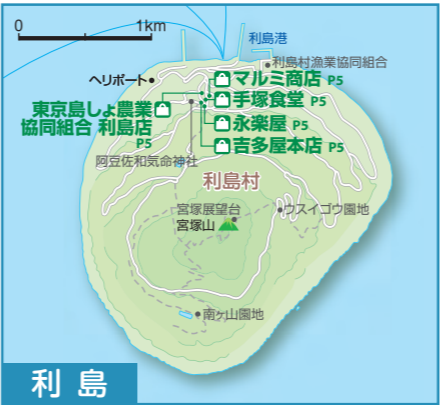 0 1km
利島港
利島村漁業協同組合
ヘリポート
マルミ商店 P5
手塚食堂 P5
東京島しょ農業
協同組合 利島店
P5
永楽屋 P5
吉多屋本店 P5
阿豆佐和気命神社
利島村
宮塚展望台
宮塚山
ウスイゴウ園地
南ヶ山園地
利島